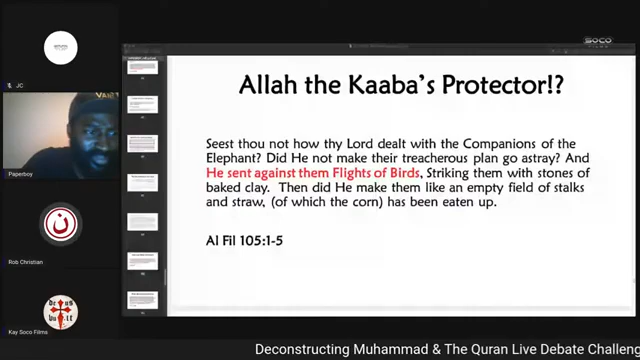 SOCO
JC
Allah the Kaaba's Protector!?
Seest thou not how thy Lord dealt with the Companions of the
Elephant? Did He not make their treacherous plan go astray? And
He sent against them Flights of Birds, Striking them with stones of
baked clay. Then did He make them like an empty field of stalks
and straw, (of which the corn) has been eaten up.
Al Fil 105:1-5
Paperboy
Rob Christian
Kay Soco Films
Deconstructing Muhammad & The Quran Live Debate Challeng